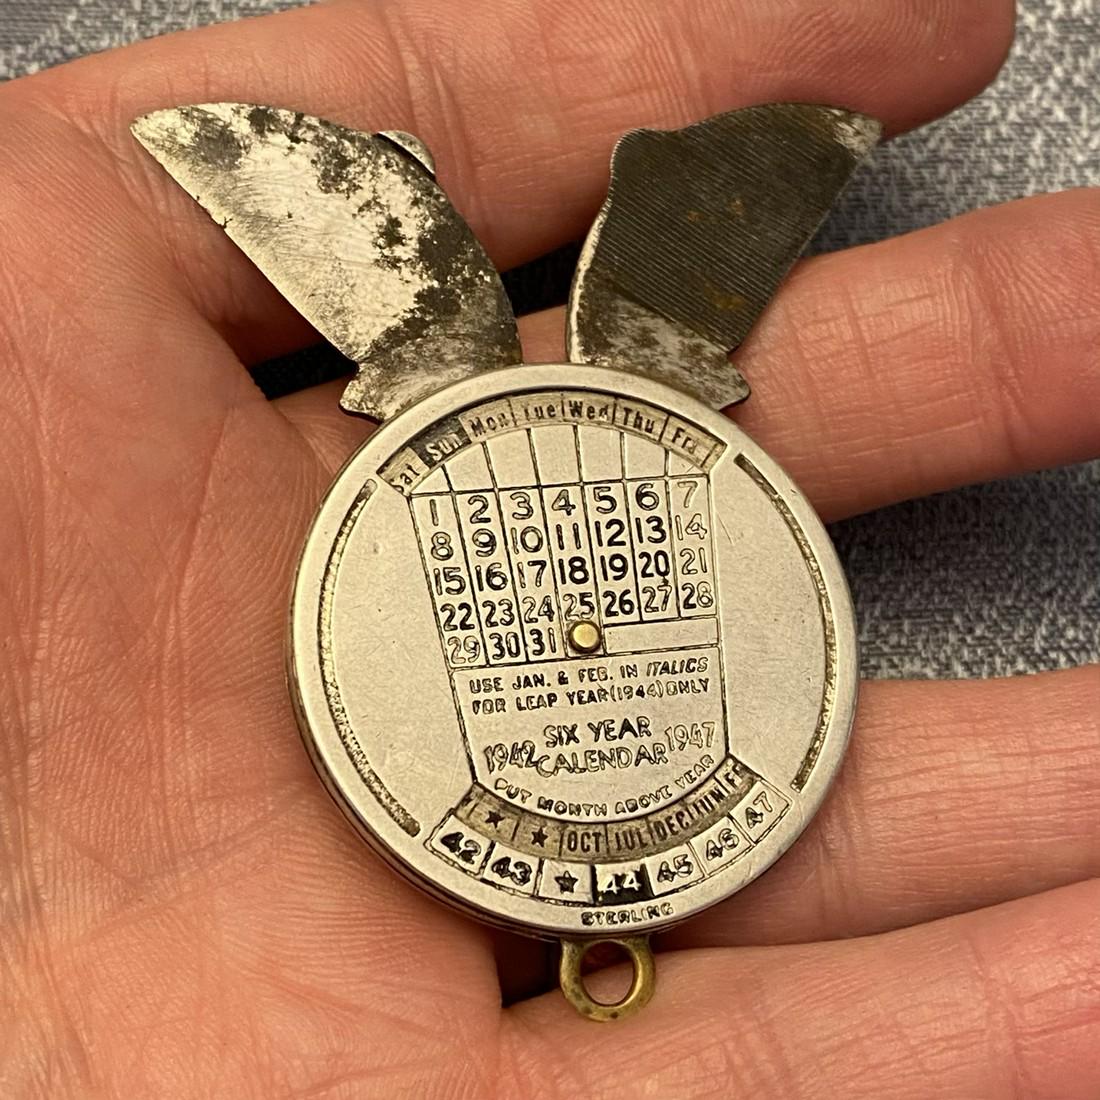 Sat Sun Mon Tue Wed Thu Fri
1 2 3 4 5 6 7
8 9 10 11 12 13 14
15 16 17 18 19 20 21
22 23 24 25 26 27 28
29 30 31
USE JAN. & FEB. IN ITALICS
FOR LEAP YEAR (1944) ONLY
SIX YEAR
1942 CALENDAR 1947
PUT MONTH ABOVE YEAR
★ ★ OCT JUL DEC JUN
42 43 ★ 44 45 46 47
STERLING